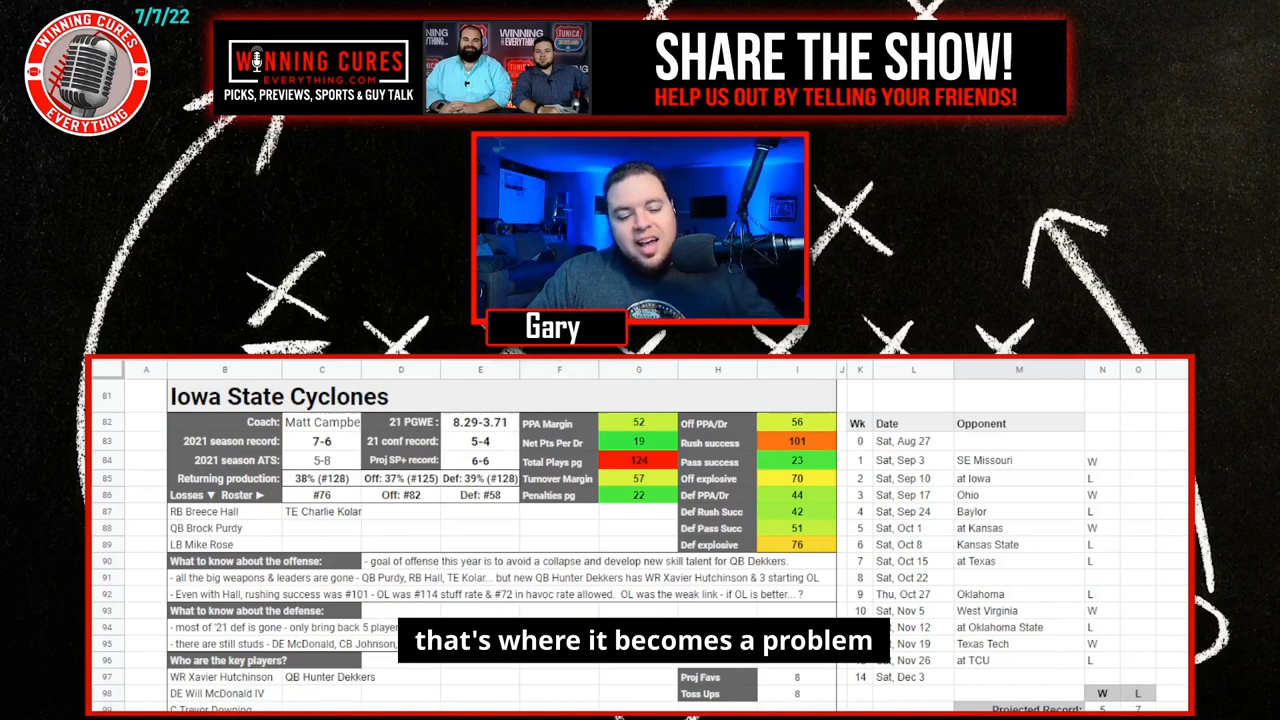 7/7/22
WINNING CURES
EVERYTHING
WINNING CURES
EVERYTHING.COM
PICKS, PREVIEWS, SPORTS & GUY TALK
SHARE THE SHOW!
HELP US OUT BY TELLING YOUR FRIENDS!
Gary
A B C D E F G H I J K L M N O
81 Iowa State Cyclones
82 Coach: Matt Campbe 21 PGWE : 8.29-3.71 PPA Margin 52 Off PPA/Dr 56 Wk Date Opponent
83 2021 season record: 7-6 21 conf record: 5-4 Net Pts Per Dr 19 Rush success 101 0 Sat, Aug 27
84 2021 season ATS: 5-8 Proj SP+ record: 6-6 Total Plays pg 124 Pass success 23 1 Sat, Sep 3 SE Missouri W
85 Returning production: 38% (#128) Off: 37% (#125) Def: 39% (#128) Turnover Margin 57 Off explosive 70 2 Sat, Sep 10 at Iowa L
86 Losses ▼ Roster ► #76 Off: #82 Def: #58 Penalties pg 22 Def PPA/Dr 44 3 Sat, Sep 17 Ohio W
87 RB Breece Hall TE Charlie Kolar Def Rush Succ 42 4 Sat, Sep 24 Baylor L
88 QB Brock Purdy Def Pass Succ 51 5 Sat, Oct 1 at Kansas W
89 LB Mike Rose Def explosive 76 6 Sat, Oct 8 Kansas State L
90 What to know about the offense: - goal of offense this year is to avoid a collapse and develop new skill talent for QB Dekkers. 7 Sat, Oct 15 at Texas L
91 - all the big weapons & leaders are gone - QB Purdy, RB Hall, TE Kolar... but new QB Hunter Dekkers has WR Xavier Hutchinson & 3 starting OL 8 Sat, Oct 22
92 - Even with Hall, rushing success was #101 - OL was #114 stuff rate & #72 in havoc rate allowed. OL was the weak link - if OL is better... ? 9 Thu, Oct 27 Oklahoma L
93 What to know about the defense: 10 Sat, Nov 5 West Virginia W
94 - most of '21 def is gone - only bring back 5 player Nov 12 at Oklahoma State L
95 - there are still studs - DE McDonald, CB Johnson, Nov 19 Texas Tech W
that's where it becomes a problem
96 Who are the key players? Nov 26 at TCU L
97 WR Xavier Hutchinson QB Hunter Dekkers Proj Favs 8 14 Sat, Dec 3
98 DE Will McDonald IV Toss Ups 8 W L
99 C Trevor Downing Projected Record: 5 7